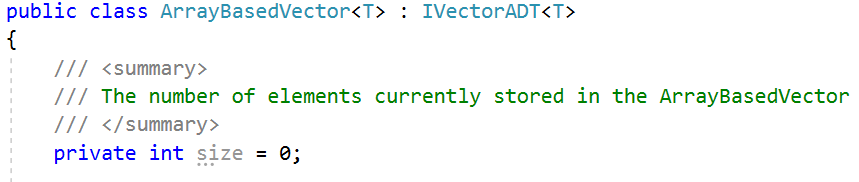 public class ArrayBasedVector<T> : IVectorADT<T>
{
/// <summary>
/// The number of elements currently stored in the ArrayBasedVector
/// </summary>
private int size = 0;